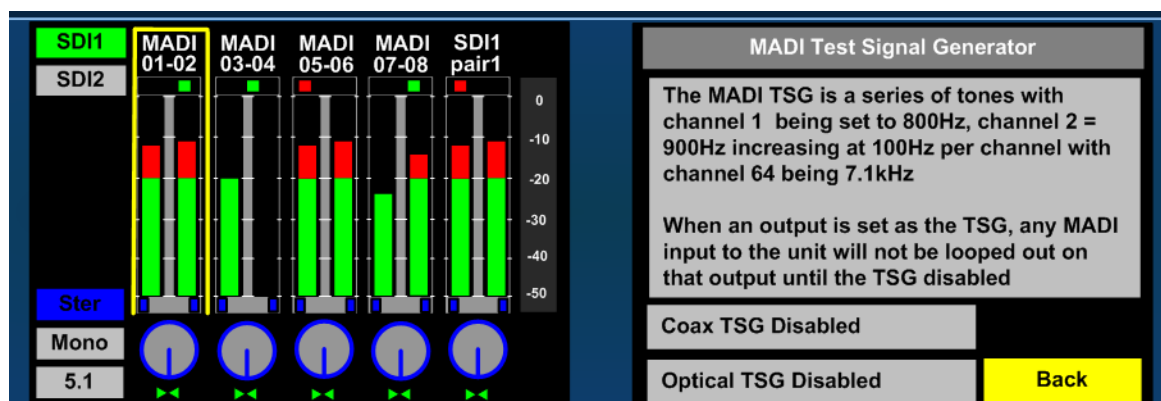 SDI1
SDI2
Ster
Mono
5.1
MADI
01-02
MADI
03-04
MADI
05-06
MADI
07-08
SDI1
pair1
0
-10
-20
-30
-40
-50
MADI Test Signal Generator
The MADI TSG is a series of tones with
channel 1 being set to 800Hz, channel 2 =
900Hz increasing at 100Hz per channel with
channel 64 being 7.1kHz
When an output is set as the TSG, any MADI
input to the unit will not be looped out on
that output until the TSG disabled
Coax TSG Disabled
Optical TSG Disabled
Back